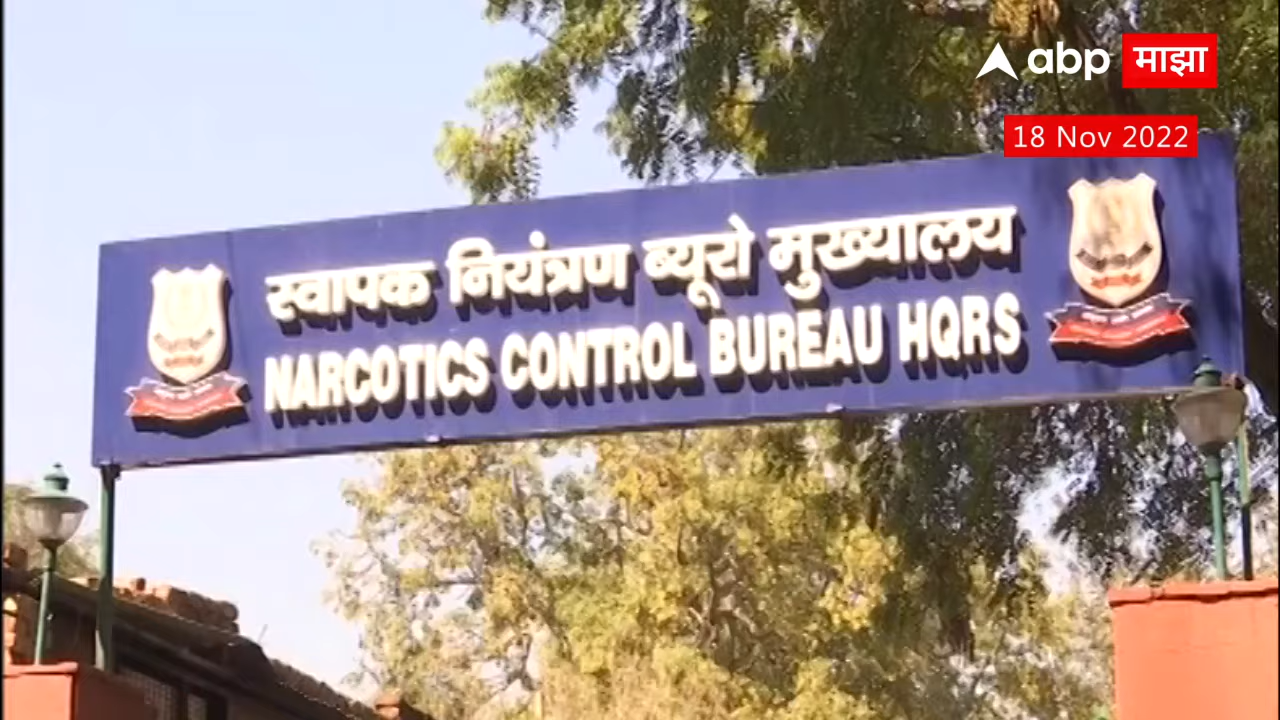 abp माझा
18 Nov 2022
स्वापक नियंत्रण ब्यूरो मुख्यालय
NARCOTICS CONTROL BUREAU HQRS